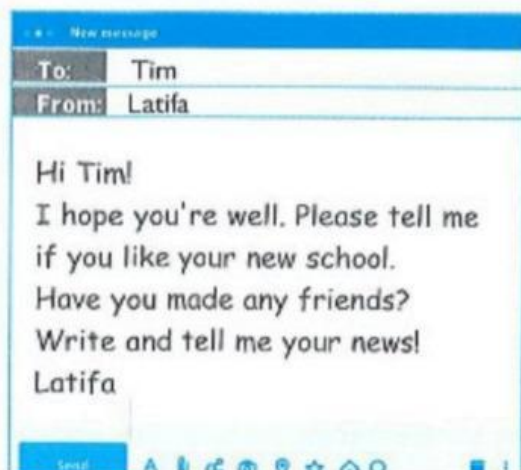 New message
To: Tim
From: Latifa
Hi Tim!
I hope you're well. Please tell me
if you like your new school.
Have you made any friends?
Write and tell me your news!
Latifa
Send